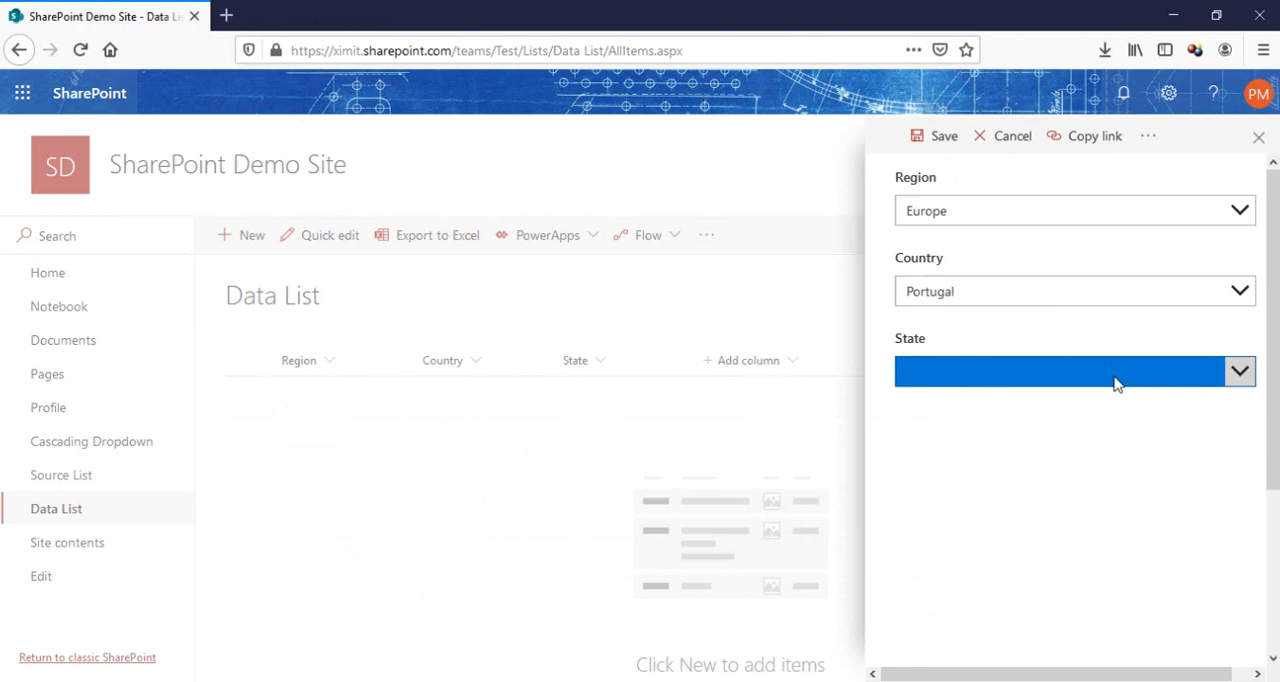 SharePoint Demo Site - Data Lis
https://ximit.sharepoint.com/teams/Test/Lists/Data List/AllItems.aspx
SharePoint
PM
SD
SharePoint Demo Site
Save
Cancel
Copy link
Search
New
Quick edit
Export to Excel
PowerApps
Flow
Home
Notebook
Documents
Pages
Profile
Cascading Dropdown
Source List
Data List
Site contents
Edit
Return to classic SharePoint
Data List
Region
Country
State
+ Add column
Click New to add items
Region
Europe
Country
Portugal
State